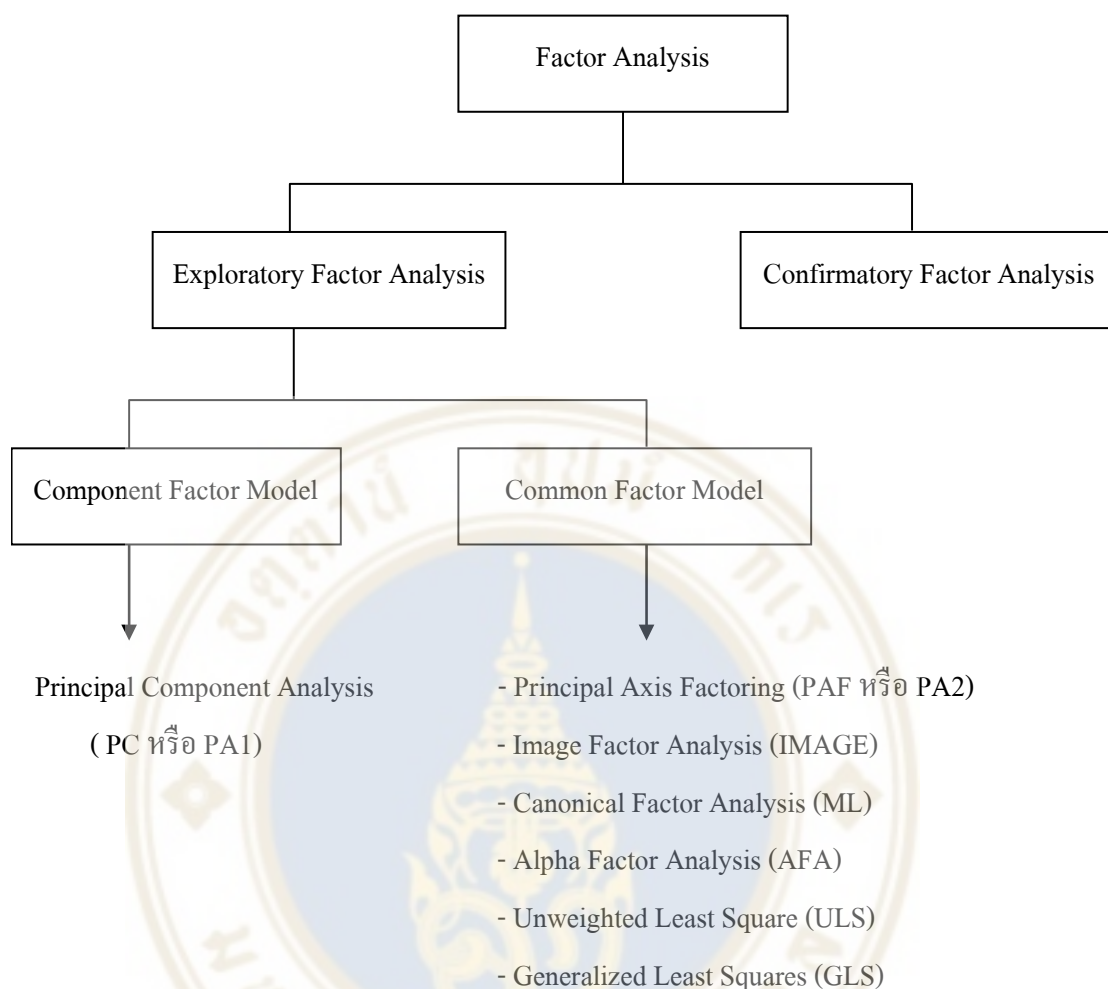 Factor Analysis
Exploratory Factor Analysis
Confirmatory Factor Analysis
Component Factor Model
Common Factor Model
Principal Component Analysis
( PC หรือ PA1)
- Principal Axis Factoring (PAF หรือ PA2)
- Image Factor Analysis (IMAGE)
- Canonical Factor Analysis (ML)
- Alpha Factor Analysis (AFA)
- Unweighted Least Square (ULS)
- Generalized Least Squares (GLS)